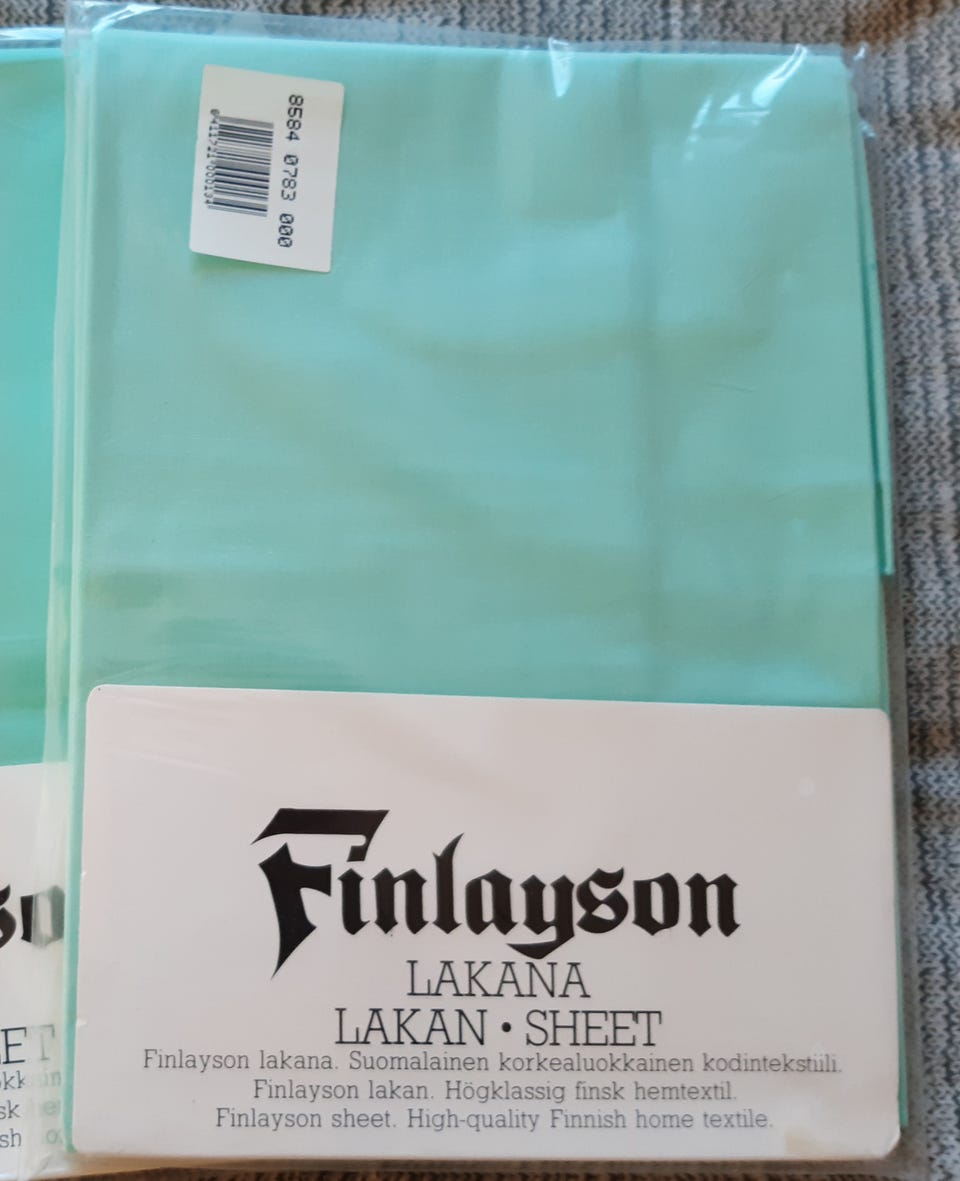 8584 0783 000
Finlayson
LAKANA
LAKAN • SHEET
Finlayson lakana. Suomalainen korkealuokkainen kodintekstiili.
Finlayson lakan. Högklassig finsk hemtextil.
Finlayson sheet. High-quality Finnish home textile.